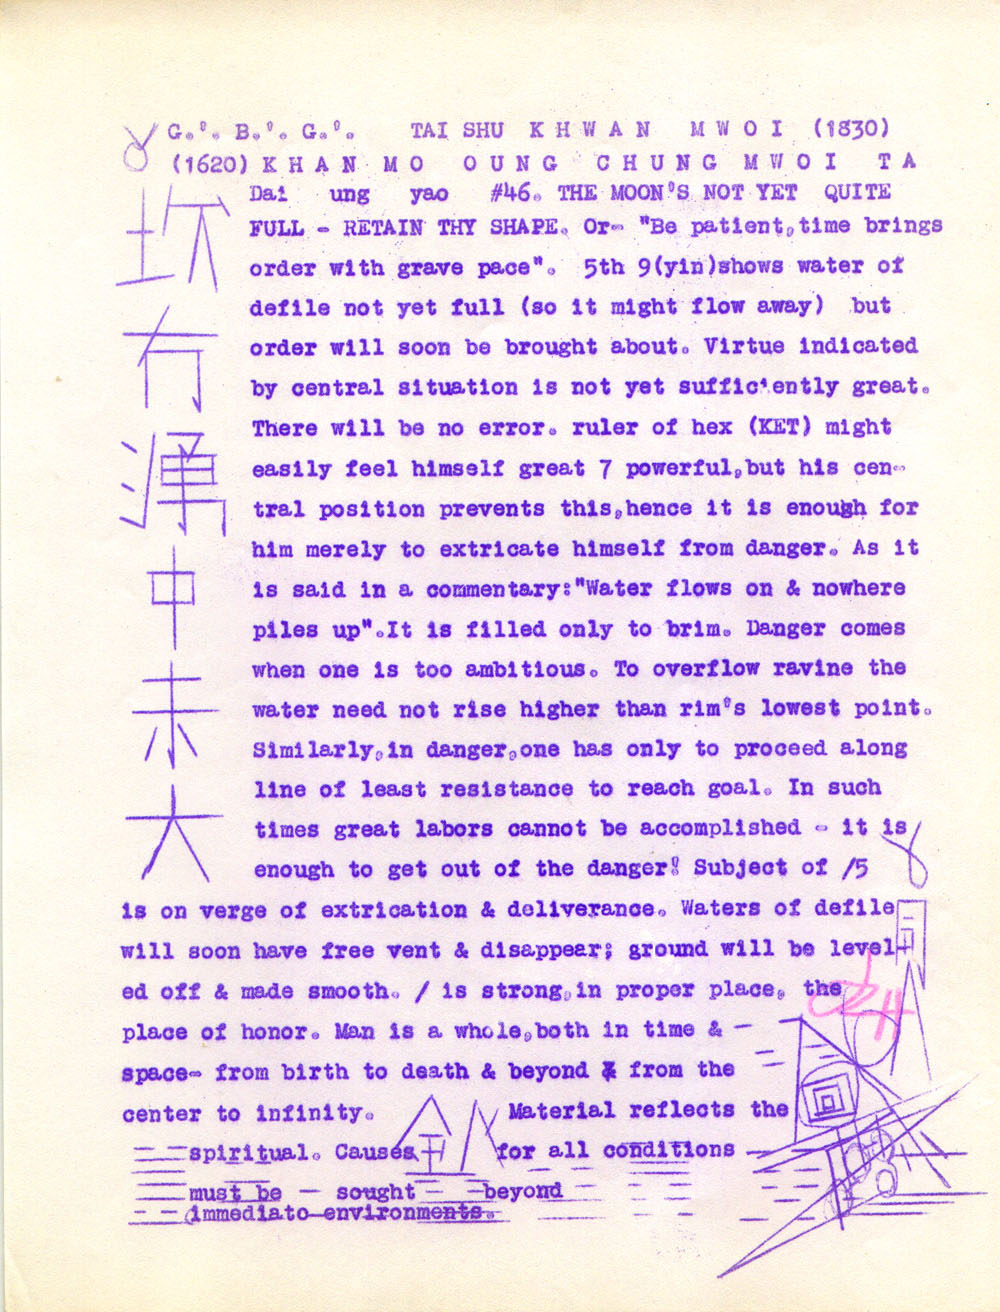 G.°. B.°. G.°. TAI SHU KHWAN MWOI (1830)
(1620) KHAN MO OUNG CHUNG MWOI TA
Dai ung yao #46. THE MOON'S NOT YET QUITE
FULL - RETAIN THY SHAPE. Or- "Be patient,time brings
order with grave pace". 5th 9(yin)shows water of
defile not yet full (so it might flow away) but
order will soon be brought about. Virtue indicated
by central situation is not yet sufficiently great.
There will be no error. ruler of hex (KET) might
easily feel himself great 7 powerful,but his cen-
tral position prevents this,hence it is enough for
him merely to extricate himself from danger. As it
is said in a commentary:"Water flows on & nowhere
piles up".It is filled only to brim. Danger comes
when one is too ambitious. To overflow ravine the
water need not rise higher than rim's lowest point.
Similarly,in danger,one has only to proceed along
line of least resistance to reach goal. In such
times great labors cannot be accomplished - it is
enough to get out of the danger! Subject of /5
is on verge of extrication & deliverance. Waters of defile
will soon have free vent & disappear; ground will be level-
ed off & made smooth. / is strong,in proper place, the
place of honor. Man is a whole,both in time & -
space- from birth to death & beyond & from the
center to infinity. Material reflects the
spiritual. Causes for all conditions
must be - sought - beyond
immediate environments.
中
未
大